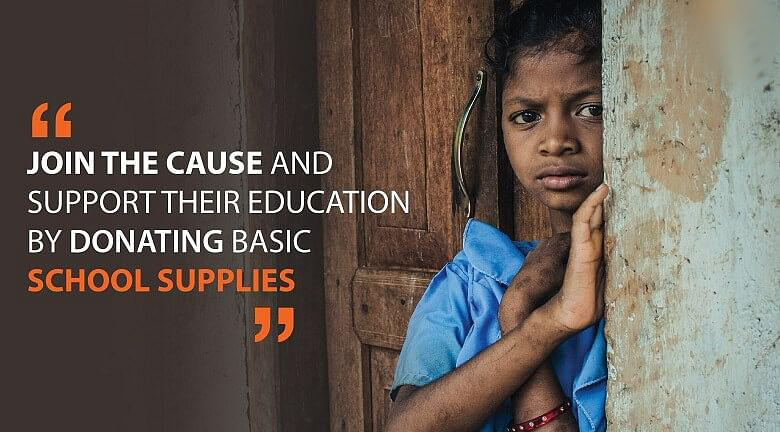 “
JOIN THE CAUSE AND
SUPPORT THEIR EDUCATION
BY DONATING BASIC
SCHOOL SUPPLIES
”